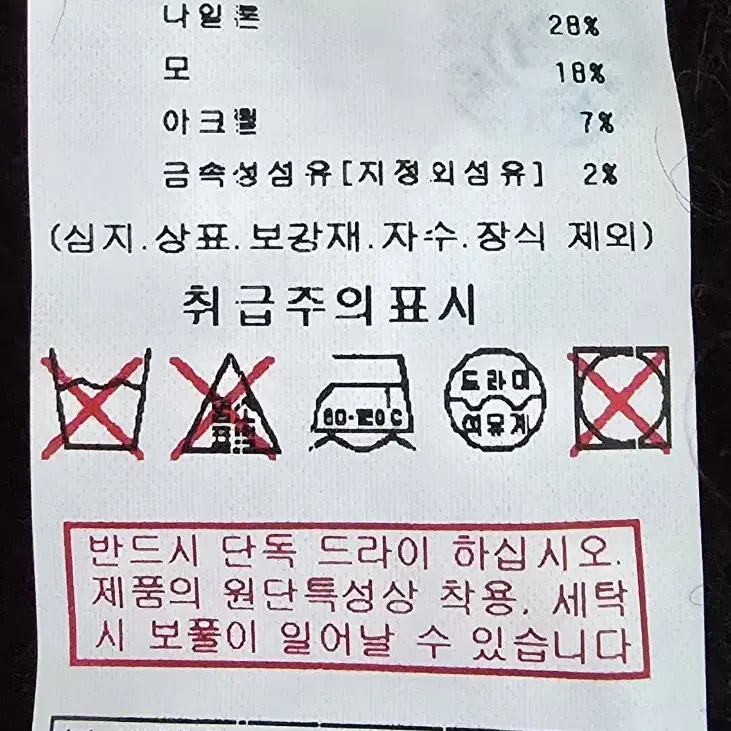 나일론 28%
모 18%
아크릴 7%
금속성섬유[지정외섬유] 2%
(심지.상표.보강재.자수.장식 제외)
취급주의표시
80-120℃
드라이
석유계
반드시 단독 드라이 하십시오.
제품의 원단특성상 착용, 세탁
시 보풀이 일어날 수 있습니다